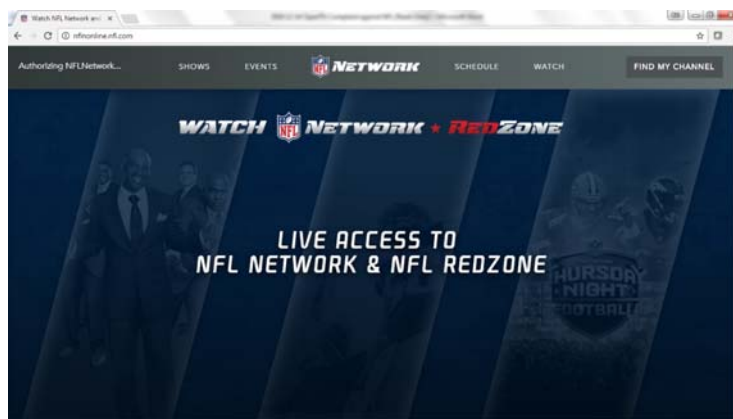 Watch NFL Network and
nflnonline.nfl.com
Authorizing NFLNetwork...
SHOWS
EVENTS
NFL NETWORK
SCHEDULE
WATCH
FIND MY CHANNEL
WATCH NFL NETWORK ★ REDZONE
LIVE ACCESS TO
NFL NETWORK & NFL REDZONE
THURSDAY
NIGHT
FOOTBALL